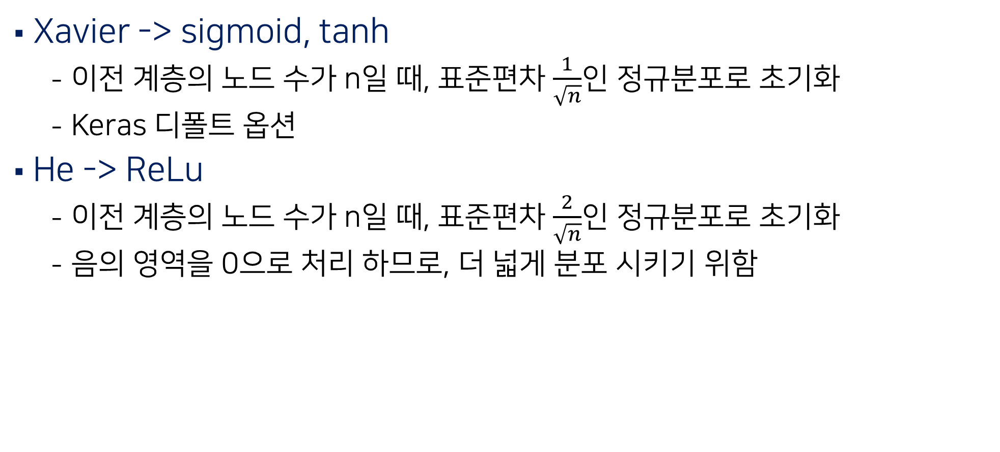 ▪ Xavier -> sigmoid, tanh
- 이전 계층의 노드 수가 n일 때, 표준편차 \frac{1}{\sqrt{n}}인 정규분포로 초기화
- Keras 디폴트 옵션
▪ He -> ReLu
- 이전 계층의 노드 수가 n일 때, 표준편차 \frac{2}{\sqrt{n}}인 정규분포로 초기화
- 음의 영역을 0으로 처리 하므로, 더 넓게 분포 시키기 위함